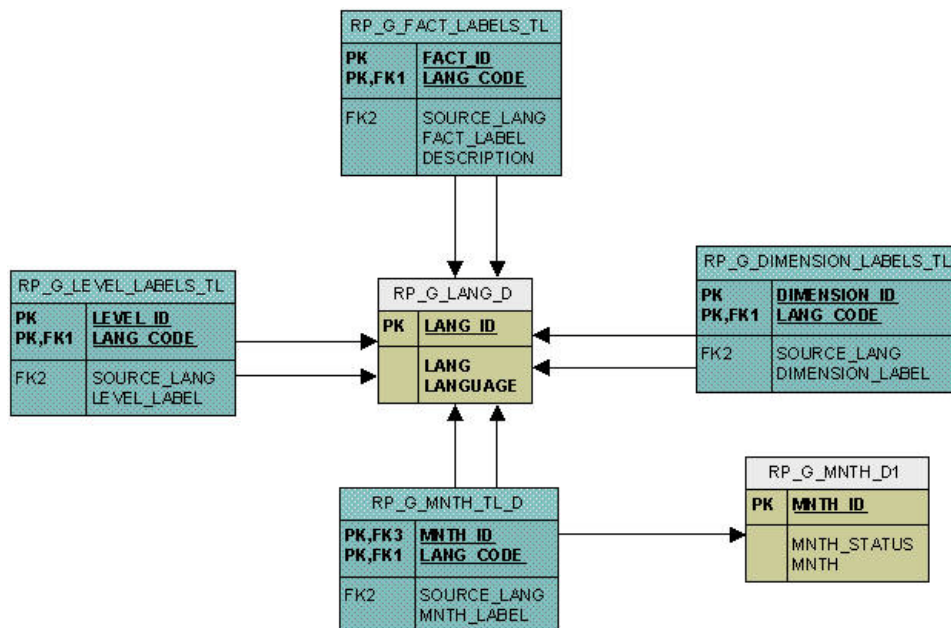 RP_G_FACT_LABELS_TL
PK FACT_ID
PK,FK1 LANG_CODE
FK2 SOURCE_LANG
FACT_LABEL
DESCRIPTION
RP_G_LEVEL_LABELS_TL
PK LEVEL_ID
PK,FK1 LANG_CODE
FK2 SOURCE_LANG
LEVEL_LABEL
RP_G_LANG_D
PK LANG_ID
LANG
LANGUAGE
RP_G_DIMENSION_LABELS_TL
PK DIMENSION_ID
PK,FK1 LANG_CODE
FK2 SOURCE_LANG
DIMENSION_LABEL
RP_G_MNTH_TL_D
PK,FK3 MNTH_ID
PK,FK1 LANG_CODE
FK2 SOURCE_LANG
MNTH_LABEL
RP_G_MNTH_D1
PK MNTH_ID
MNTH_STATUS
MNTH